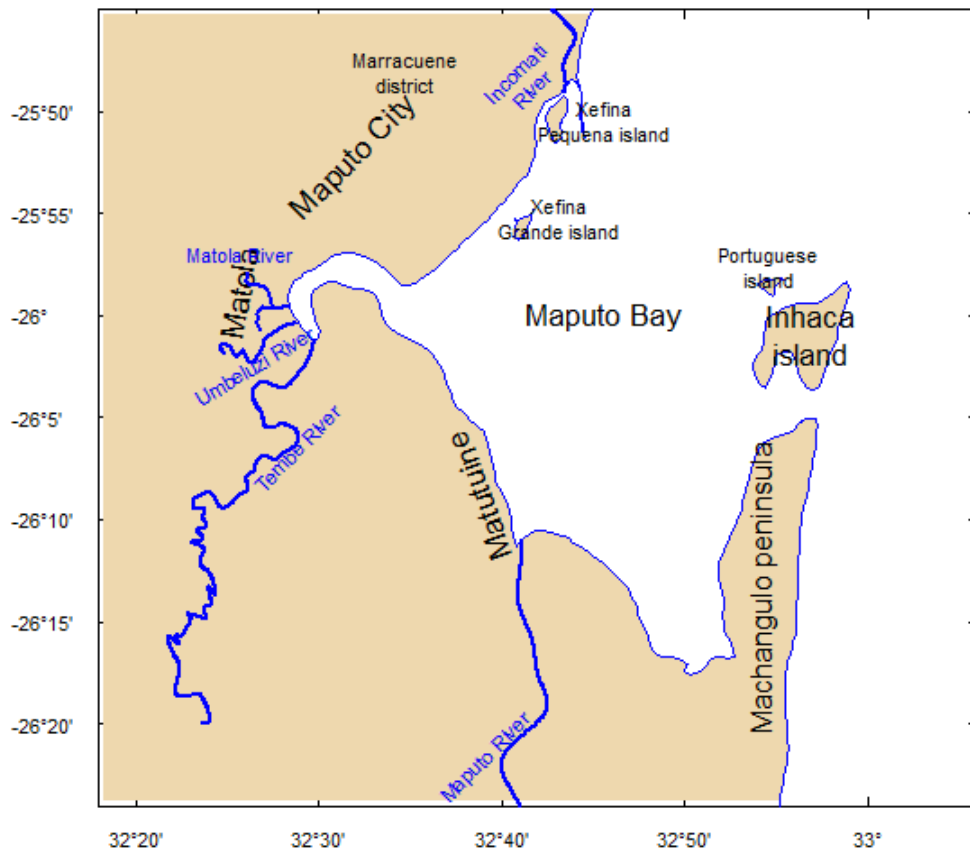 Marracuene
district
Incomati
River
Maputo City
Xefina
Pequena island
Xefina
Grande island
Matola River
Matola
Portuguese
island
Maputo Bay
Inhaca
island
Umbeluzi River
Tembe River
Matutuine
Machangulo peninsula
Maputo River
-25°50'
-25°55'
-26°
-26°5'
-26°10'
-26°15'
-26°20'
32°20'
32°30'
32°40'
32°50'
33°